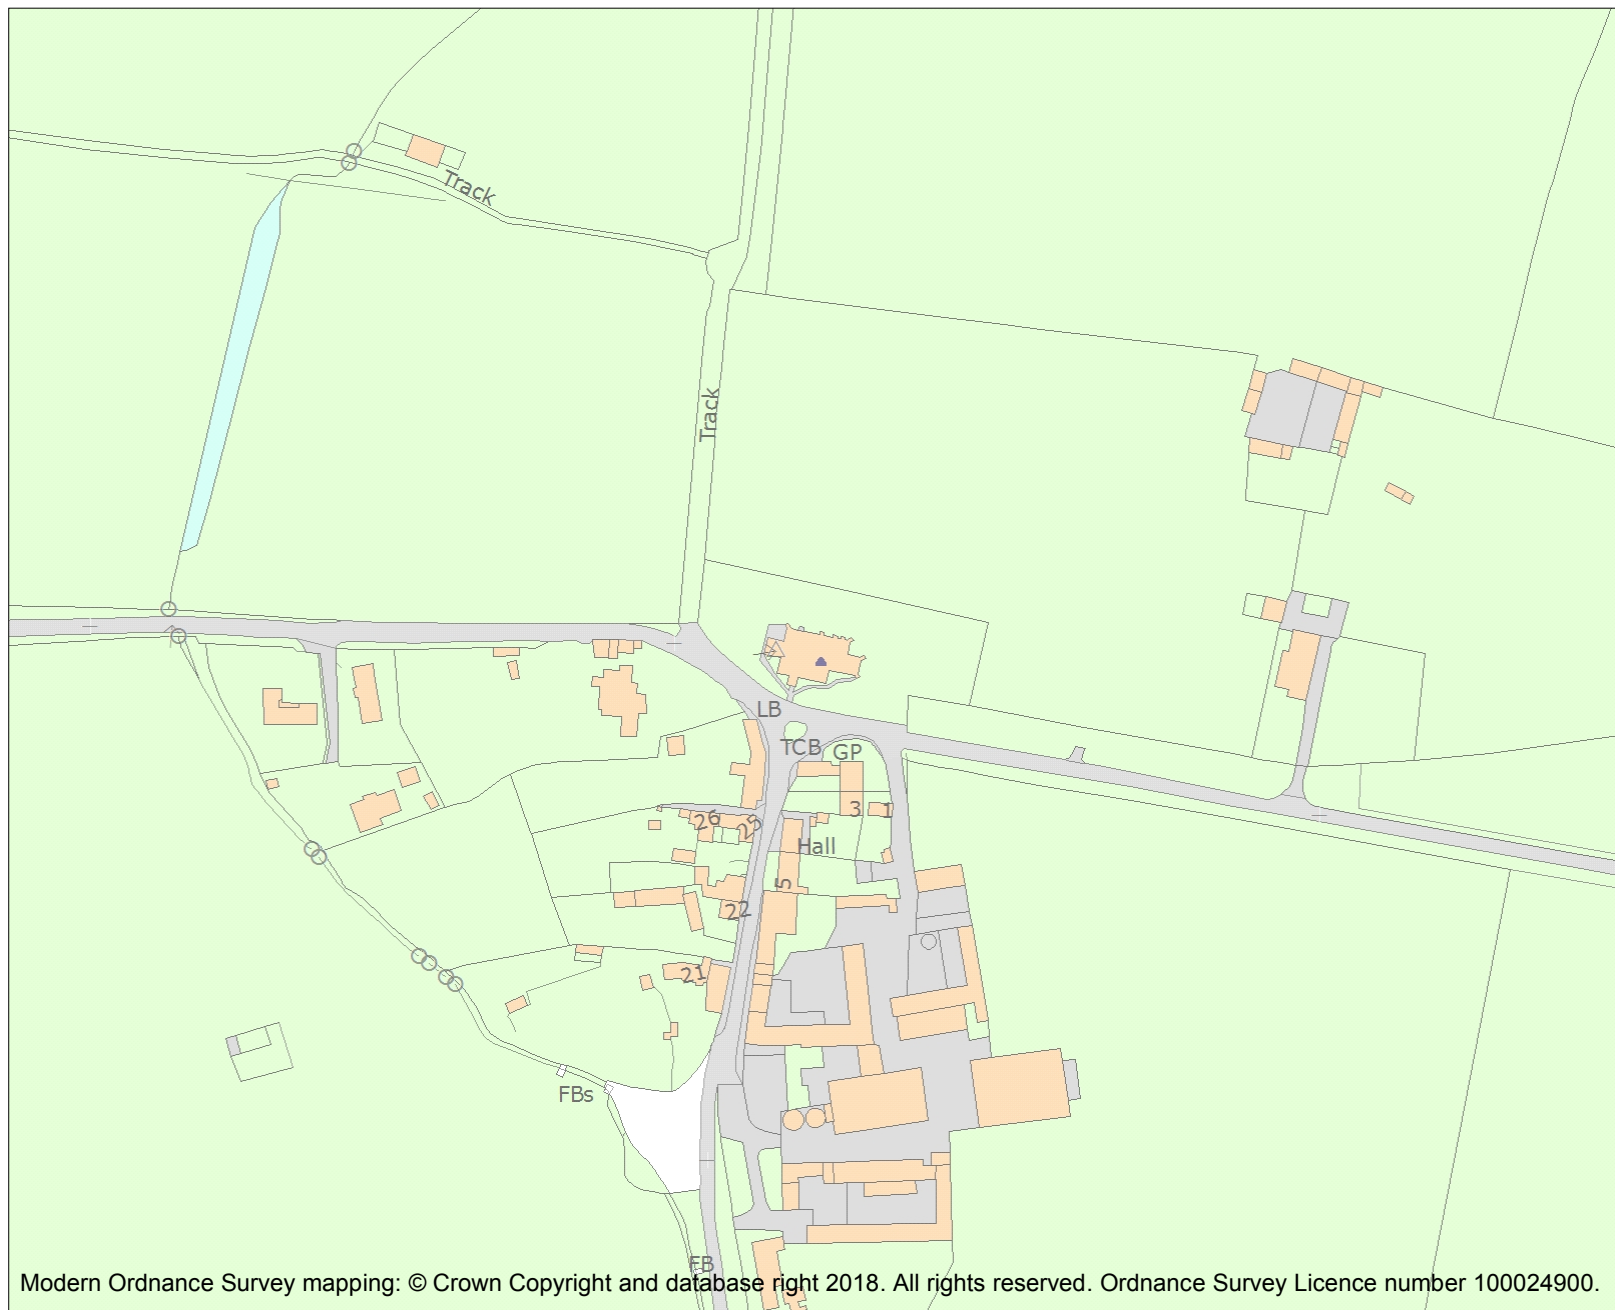 Track
Track
LB
TCB
GP
26
25
3
1
Hall
5
22
21
FBs
FB
Modern Ordnance Survey mapping: © Crown Copyright and database right 2018. All rights reserved. Ordnance Survey Licence number 100024900.